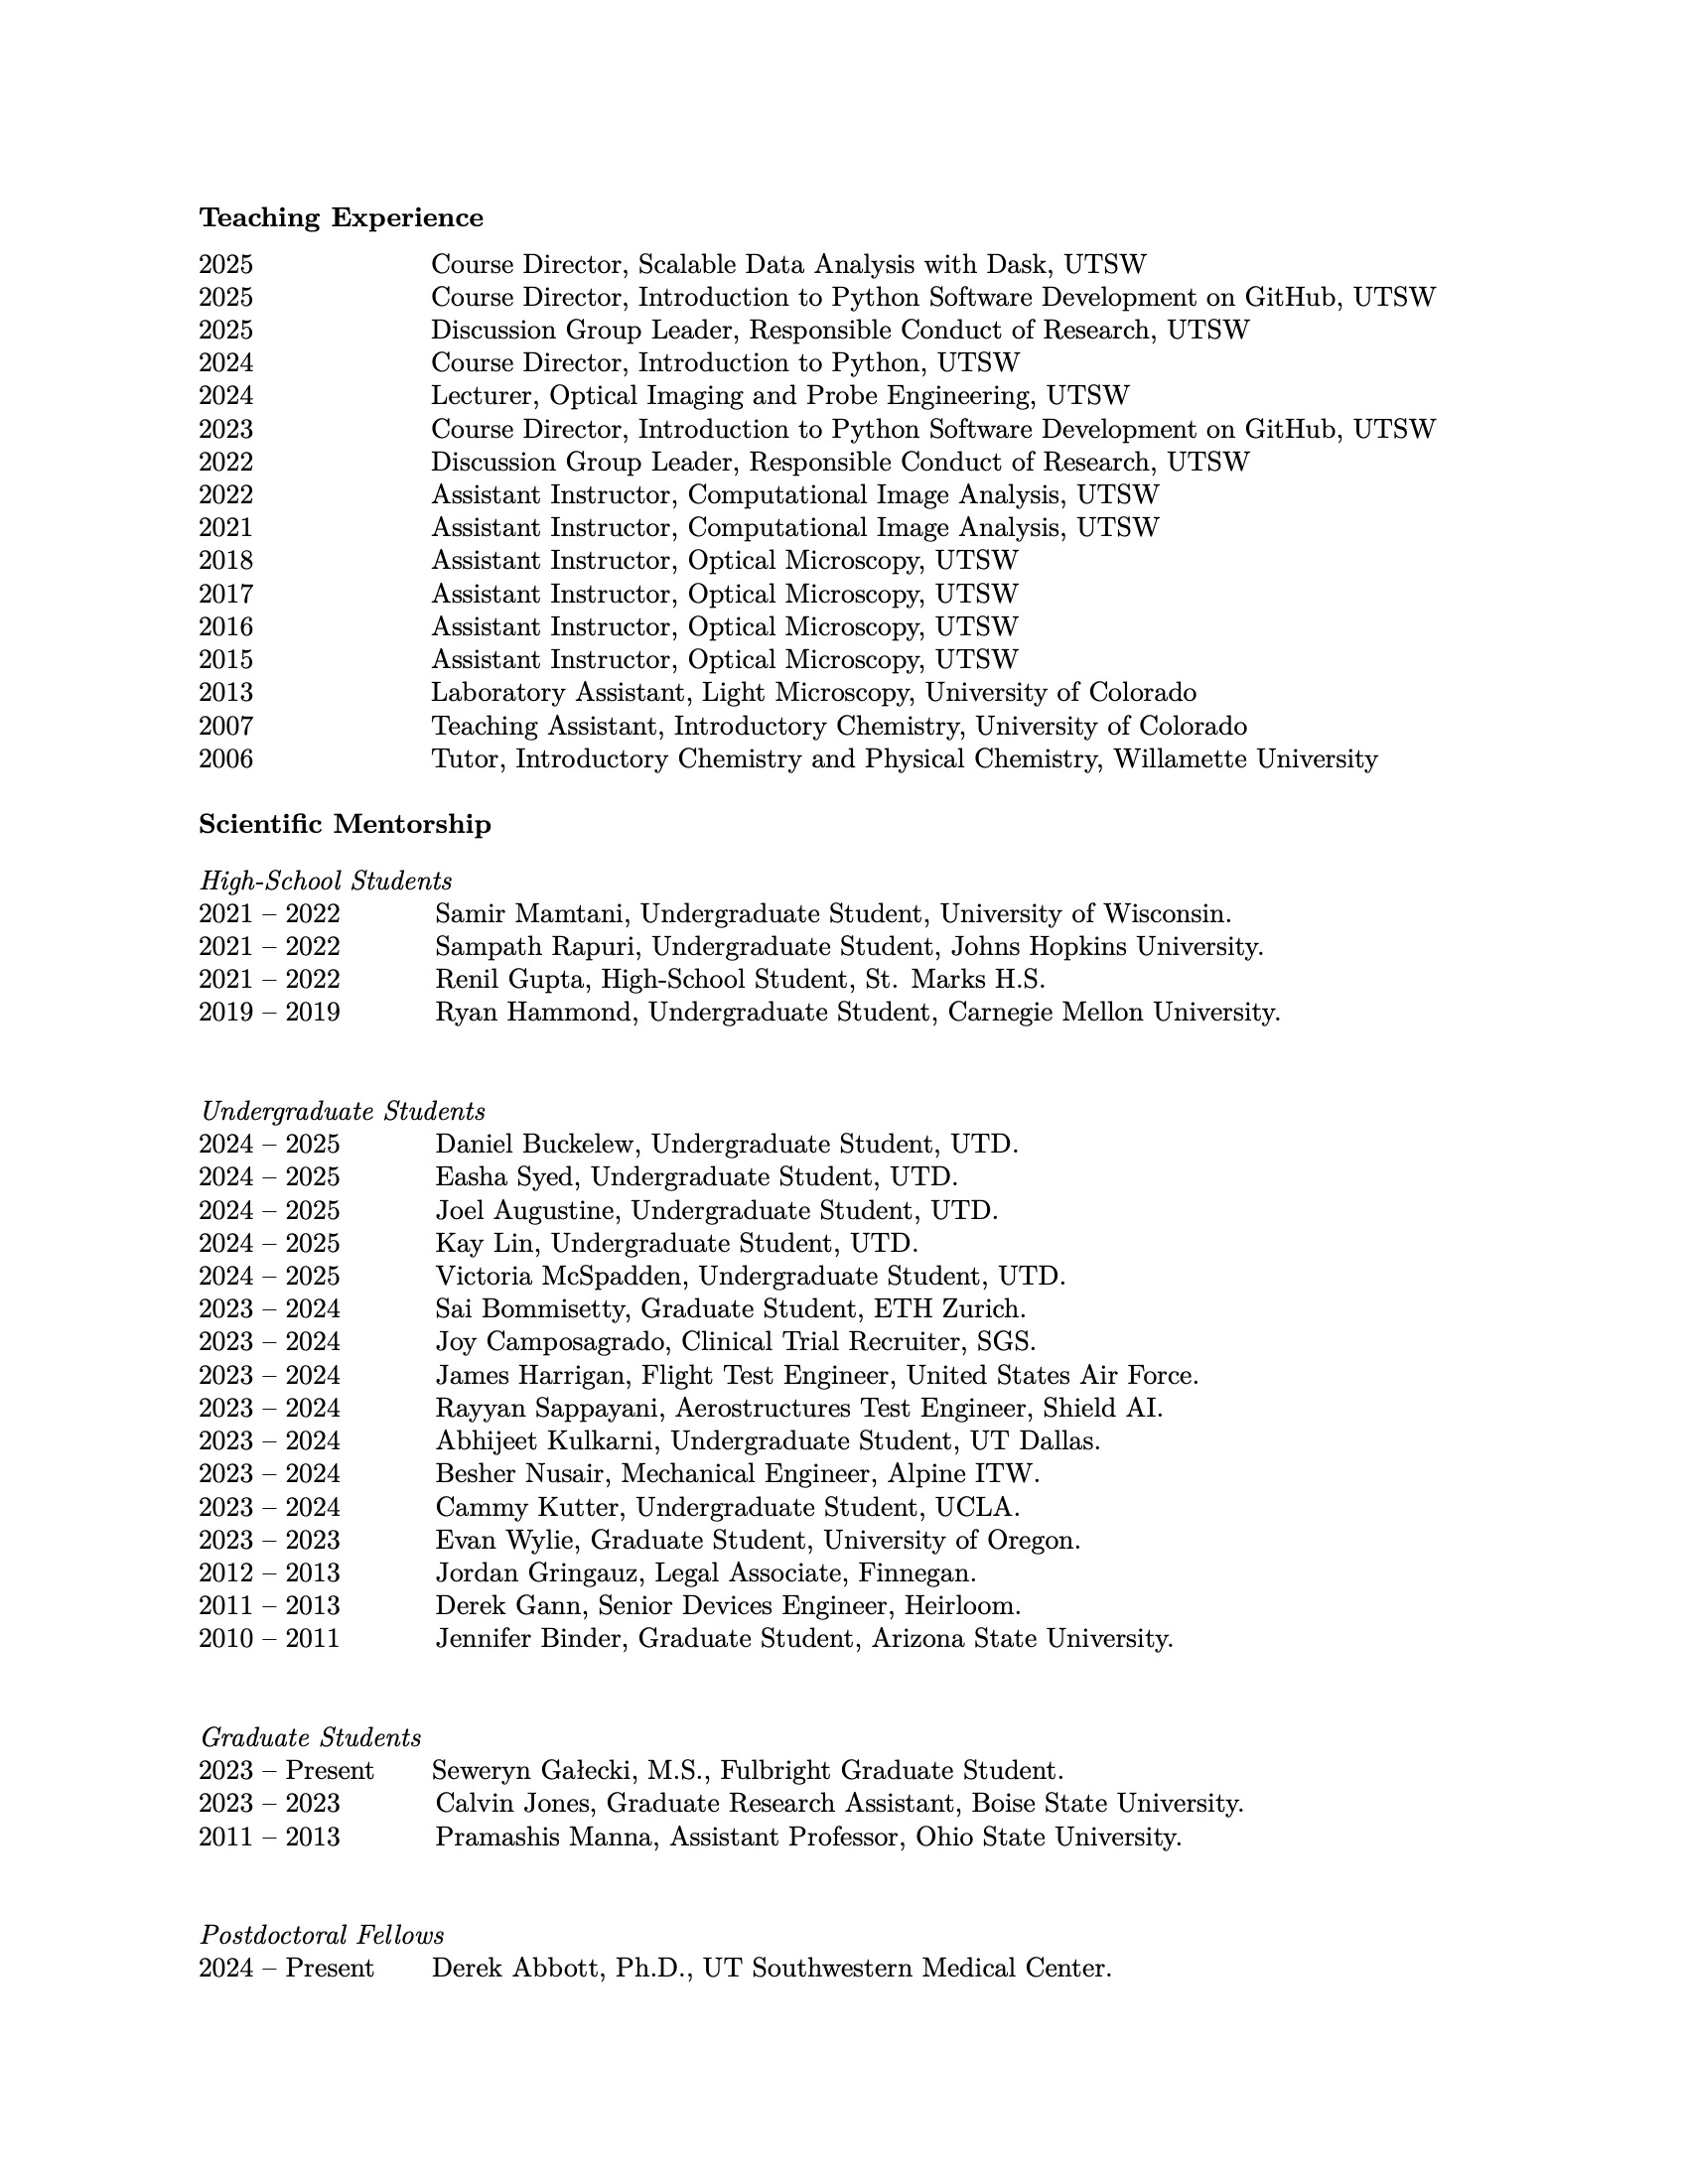 Teaching Experience
2025 Course Director, Scalable Data Analysis with Dask, UTSW
2025 Course Director, Introduction to Python Software Development on GitHub, UTSW
2025 Discussion Group Leader, Responsible Conduct of Research, UTSW
2024 Course Director, Introduction to Python, UTSW
2024 Lecturer, Optical Imaging and Probe Engineering, UTSW
2023 Course Director, Introduction to Python Software Development on GitHub, UTSW
2022 Discussion Group Leader, Responsible Conduct of Research, UTSW
2022 Assistant Instructor, Computational Image Analysis, UTSW
2021 Assistant Instructor, Computational Image Analysis, UTSW
2018 Assistant Instructor, Optical Microscopy, UTSW
2017 Assistant Instructor, Optical Microscopy, UTSW
2016 Assistant Instructor, Optical Microscopy, UTSW
2015 Assistant Instructor, Optical Microscopy, UTSW
2013 Laboratory Assistant, Light Microscopy, University of Colorado
2007 Teaching Assistant, Introductory Chemistry, University of Colorado
2006 Tutor, Introductory Chemistry and Physical Chemistry, Willamette University
Scientific Mentorship
High-School Students
2021 – 2022 Samir Mamtani, Undergraduate Student, University of Wisconsin.
2021 – 2022 Sampath Rapuri, Undergraduate Student, Johns Hopkins University.
2021 – 2022 Renil Gupta, High-School Student, St. Marks H.S.
2019 – 2019 Ryan Hammond, Undergraduate Student, Carnegie Mellon University.
Undergraduate Students
2024 – 2025 Daniel Buckelew, Undergraduate Student, UTD.
2024 – 2025 Easha Syed, Undergraduate Student, UTD.
2024 – 2025 Joel Augustine, Undergraduate Student, UTD.
2024 – 2025 Kay Lin, Undergraduate Student, UTD.
2024 – 2025 Victoria McSpadden, Undergraduate Student, UTD.
2023 – 2024 Sai Bommisetty, Graduate Student, ETH Zurich.
2023 – 2024 Joy Camposagrado, Clinical Trial Recruiter, SGS.
2023 – 2024 James Harrigan, Flight Test Engineer, United States Air Force.
2023 – 2024 Rayyan Sappayani, Aerostructures Test Engineer, Shield AI.
2023 – 2024 Abhijeet Kulkarni, Undergraduate Student, UT Dallas.
2023 – 2024 Besher Nusair, Mechanical Engineer, Alpine ITW.
2023 – 2024 Cammy Kutter, Undergraduate Student, UCLA.
2023 – 2023 Evan Wylie, Graduate Student, University of Oregon.
2012 – 2013 Jordan Gringauz, Legal Associate, Finnegan.
2011 – 2013 Derek Gann, Senior Devices Engineer, Heirloom.
2010 – 2011 Jennifer Binder, Graduate Student, Arizona State University.
Graduate Students
2023 – Present Seweryn Gałecki, M.S., Fulbright Graduate Student.
2023 – 2023 Calvin Jones, Graduate Research Assistant, Boise State University.
2011 – 2013 Pramashis Manna, Assistant Professor, Ohio State University.
Postdoctoral Fellows
2024 – Present Derek Abbott, Ph.D., UT Southwestern Medical Center.